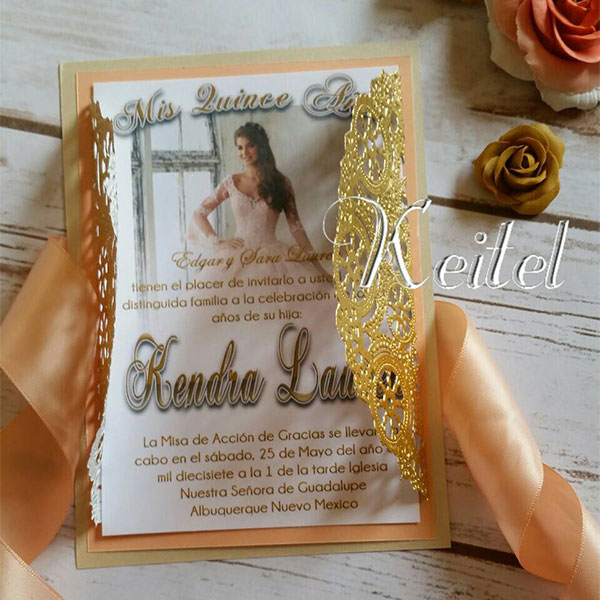 Mis Quince
Keitel
Edgar y Sara
tienen el placer de invitarlo a
distinguida familia a la celebración
años de su hija:
Kendra
La Misa de Acción de Gracias se
cabo en el sábado, 25 de Mayo del año
mil diecisiete a la 1 de la tarde Iglesia
Nuestra Señora de Guadalupe
Albuquerque Nuevo Mexico